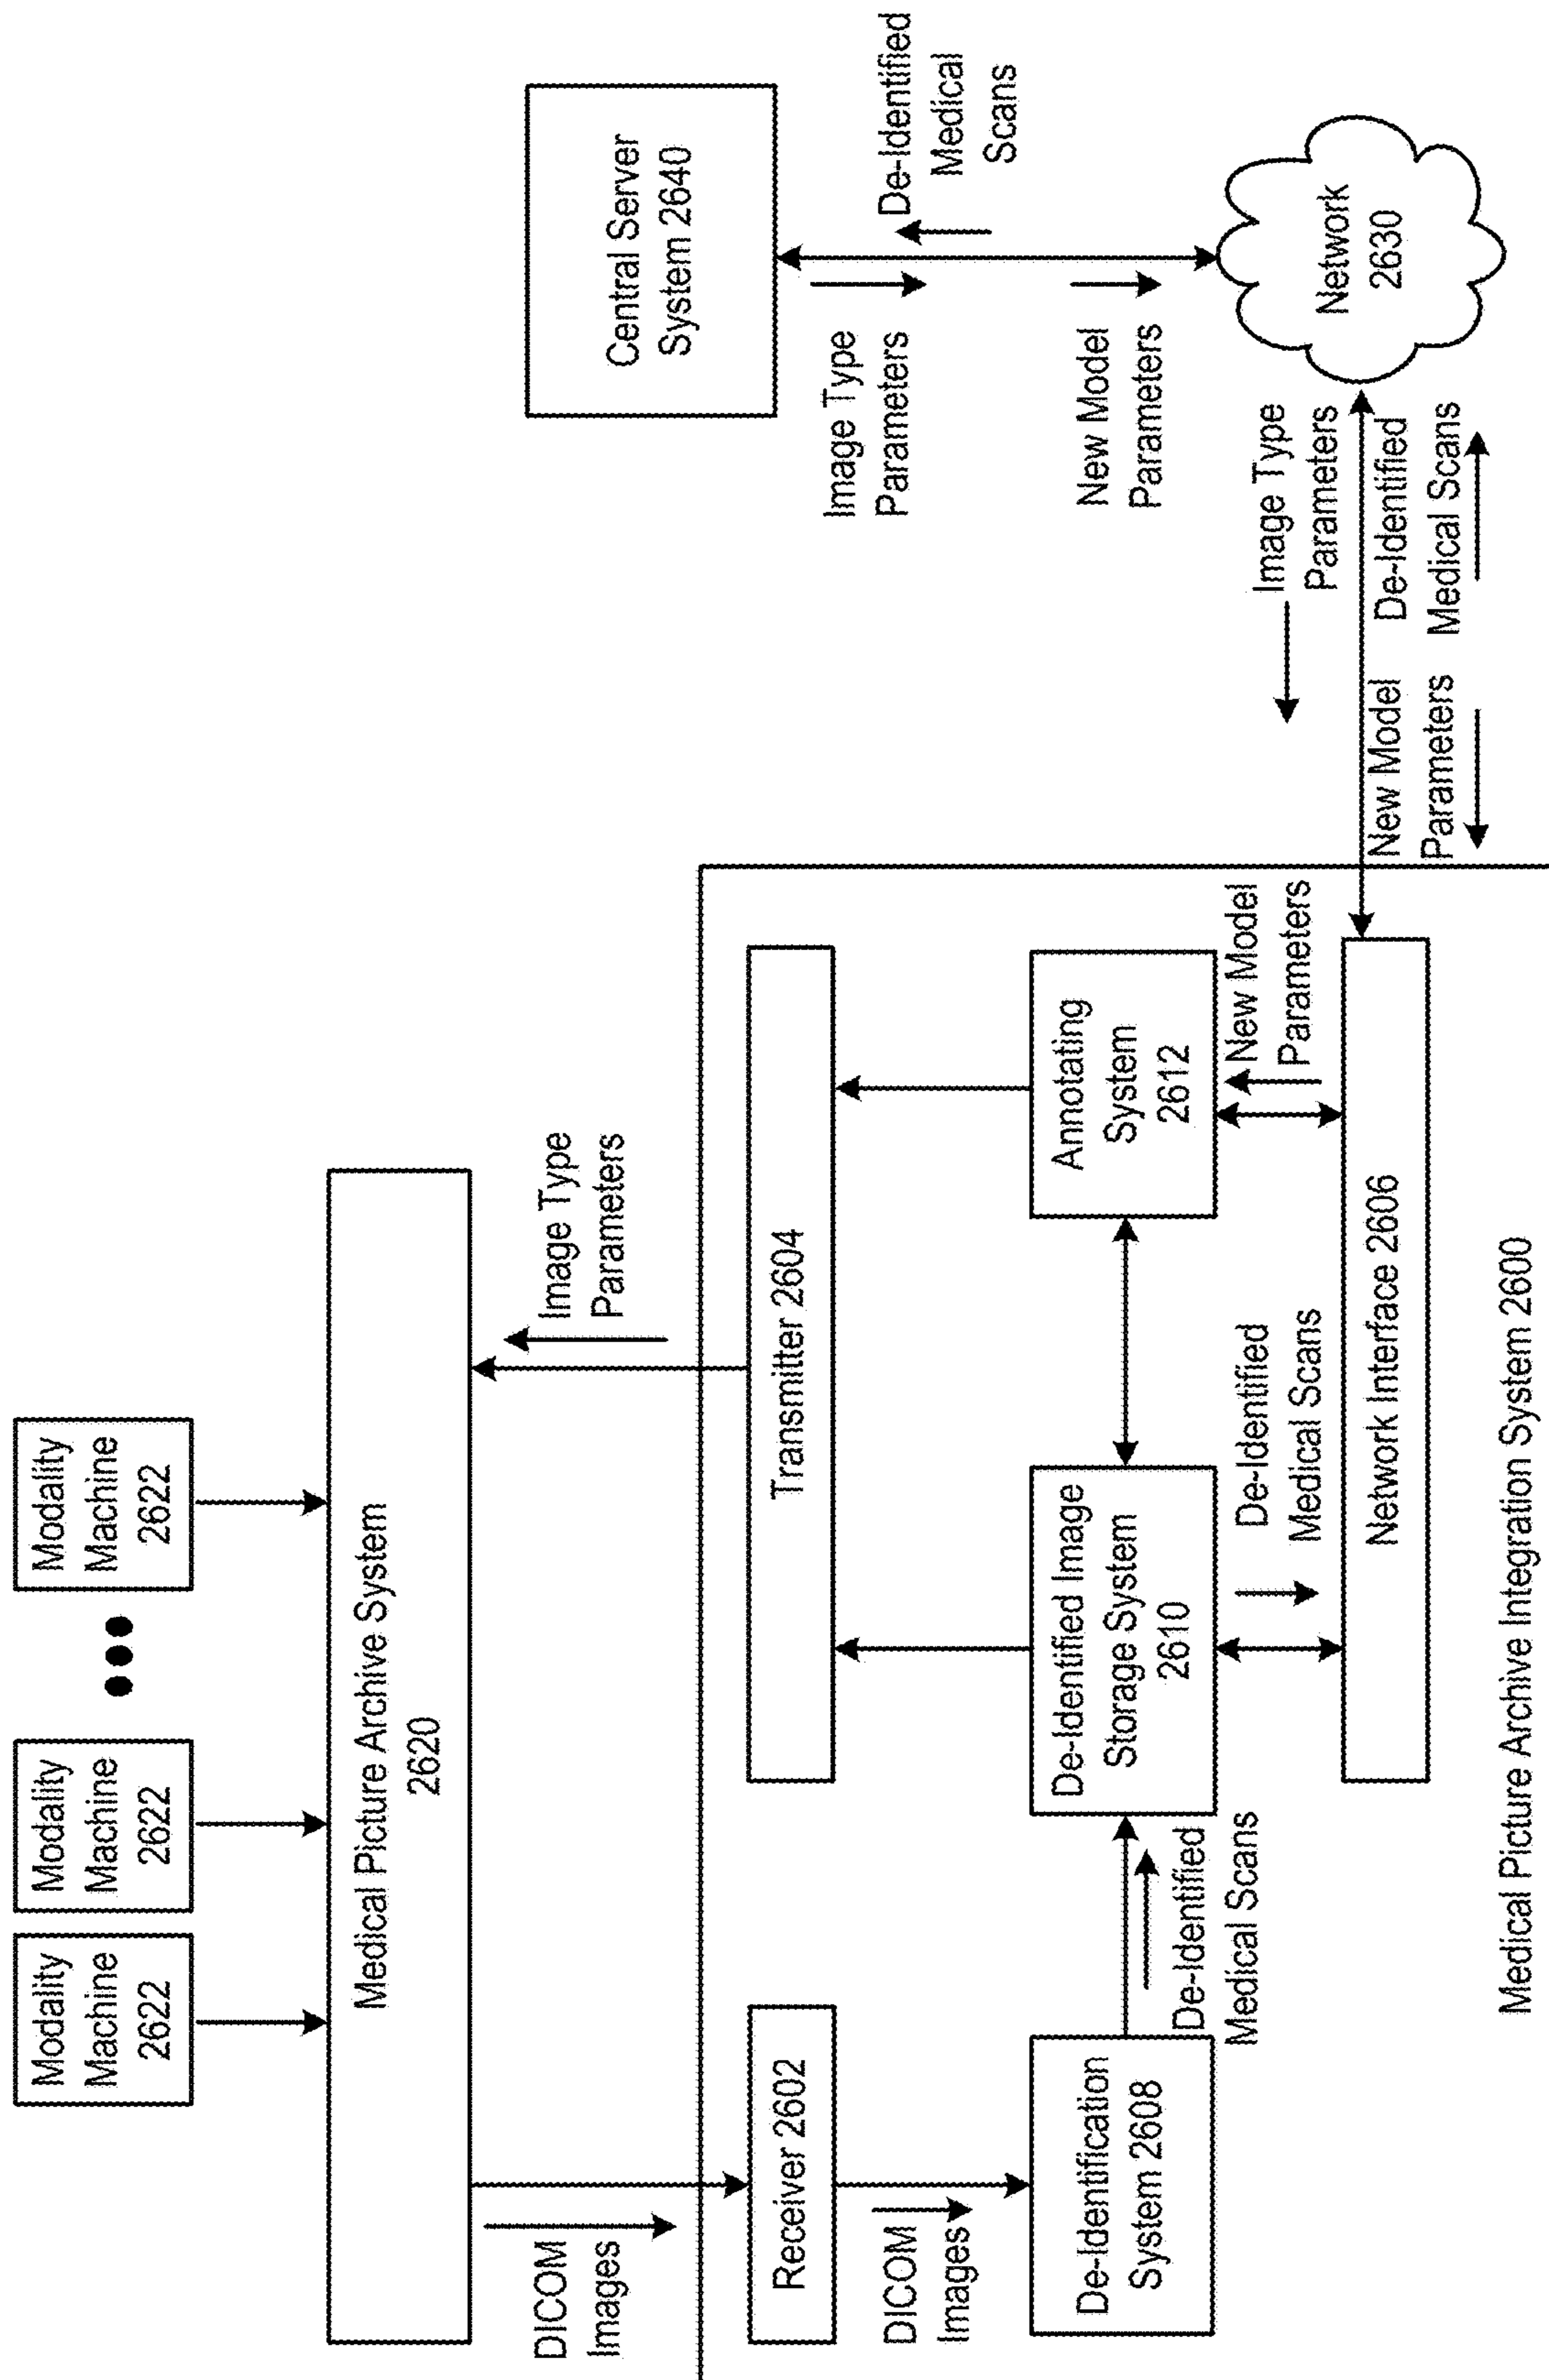 Modality
Machine
2622
Modality
Machine
2622
Modality
Machine
2622
Medical Picture Archive System
2620
DICOM
Images
Image Type
Parameters
Receiver 2602
Transmitter 2604
DICOM
Images
De-Identification
System 2608
De-Identified
Medical Scans
De-Identified Image
Storage System
2610
Annotating
System
2612
De-Identified
Medical Scans
New Model
Parameters
Network Interface 2606
Medical Picture Archive Integration System 2600
Central Server
System 2640
Image Type
Parameters
De-Identified
Medical
Scans
New Model
Parameters
Network
2630
Image Type
Parameters
New Model
Parameters
De-Identified
Medical Scans